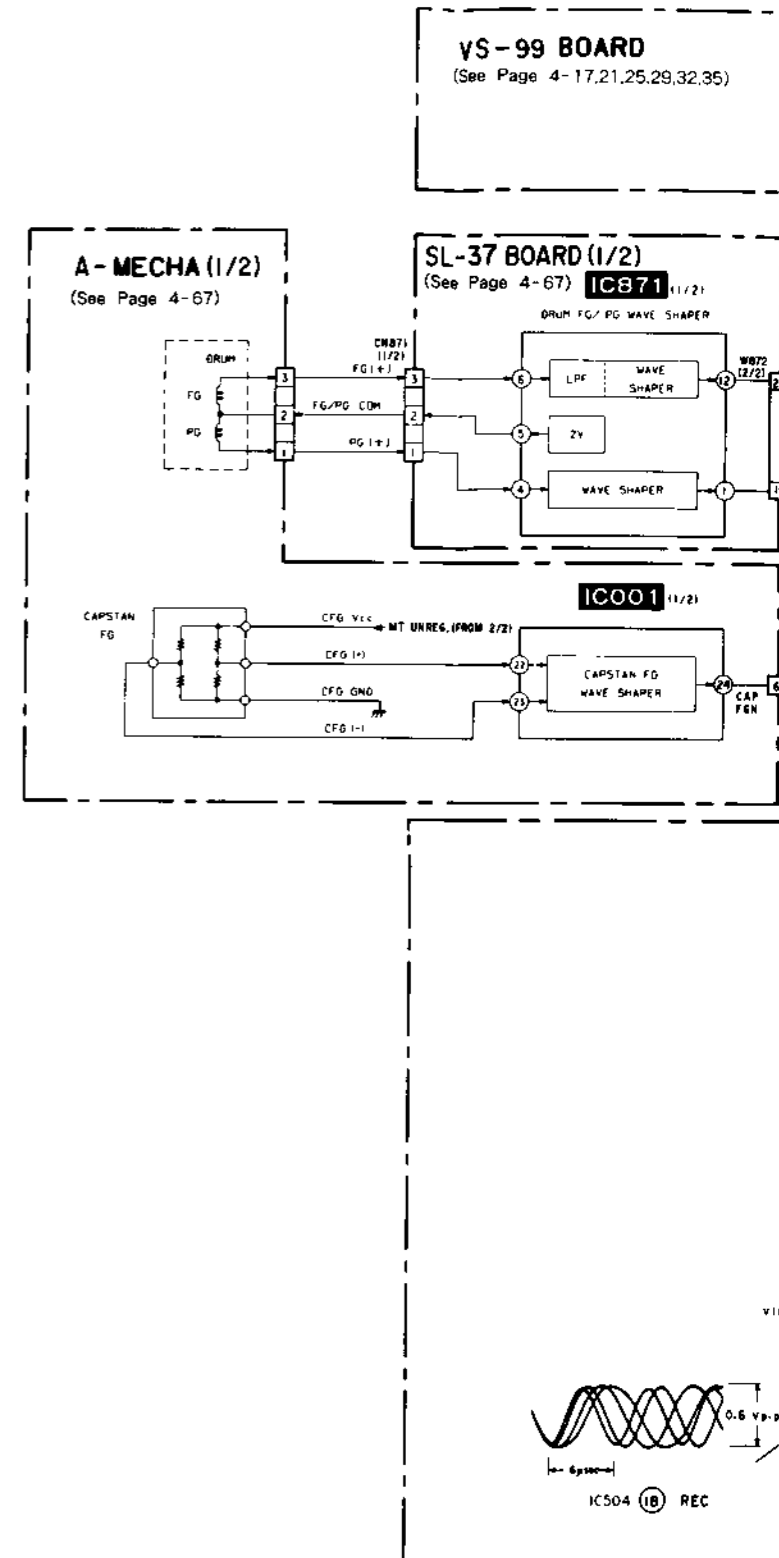 VS-99 BOARD
(See Page 4-17,21,25,29,32,35)
A-MECHA (1/2)
(See Page 4-67)
SL-37 BOARD (1/2)
(See Page 4-67) IC871 (1/2)
DRUM FG/PG WAVE SHAPER
DRUM
FG
PG
3
2
1
CN871
(1/2)
FG(+)
FG/PG COM
PG(+)
3
2
1
6
5
4
LPF
WAVE
SHAPER
2V
WAVE SHAPER
12
1
W872
(2/2)
2
1
IC001 (1/2)
CAPSTAN
FG
CFG Vcc
MT UNREG. (FROM 2/2)
CFG (+)
CFG GND
CFG (-)
22
23
CAPSTAN FG
WAVE SHAPER
24
CAP
FGN
6
0.6 Vp-p
6μsec
IC504 18 REC